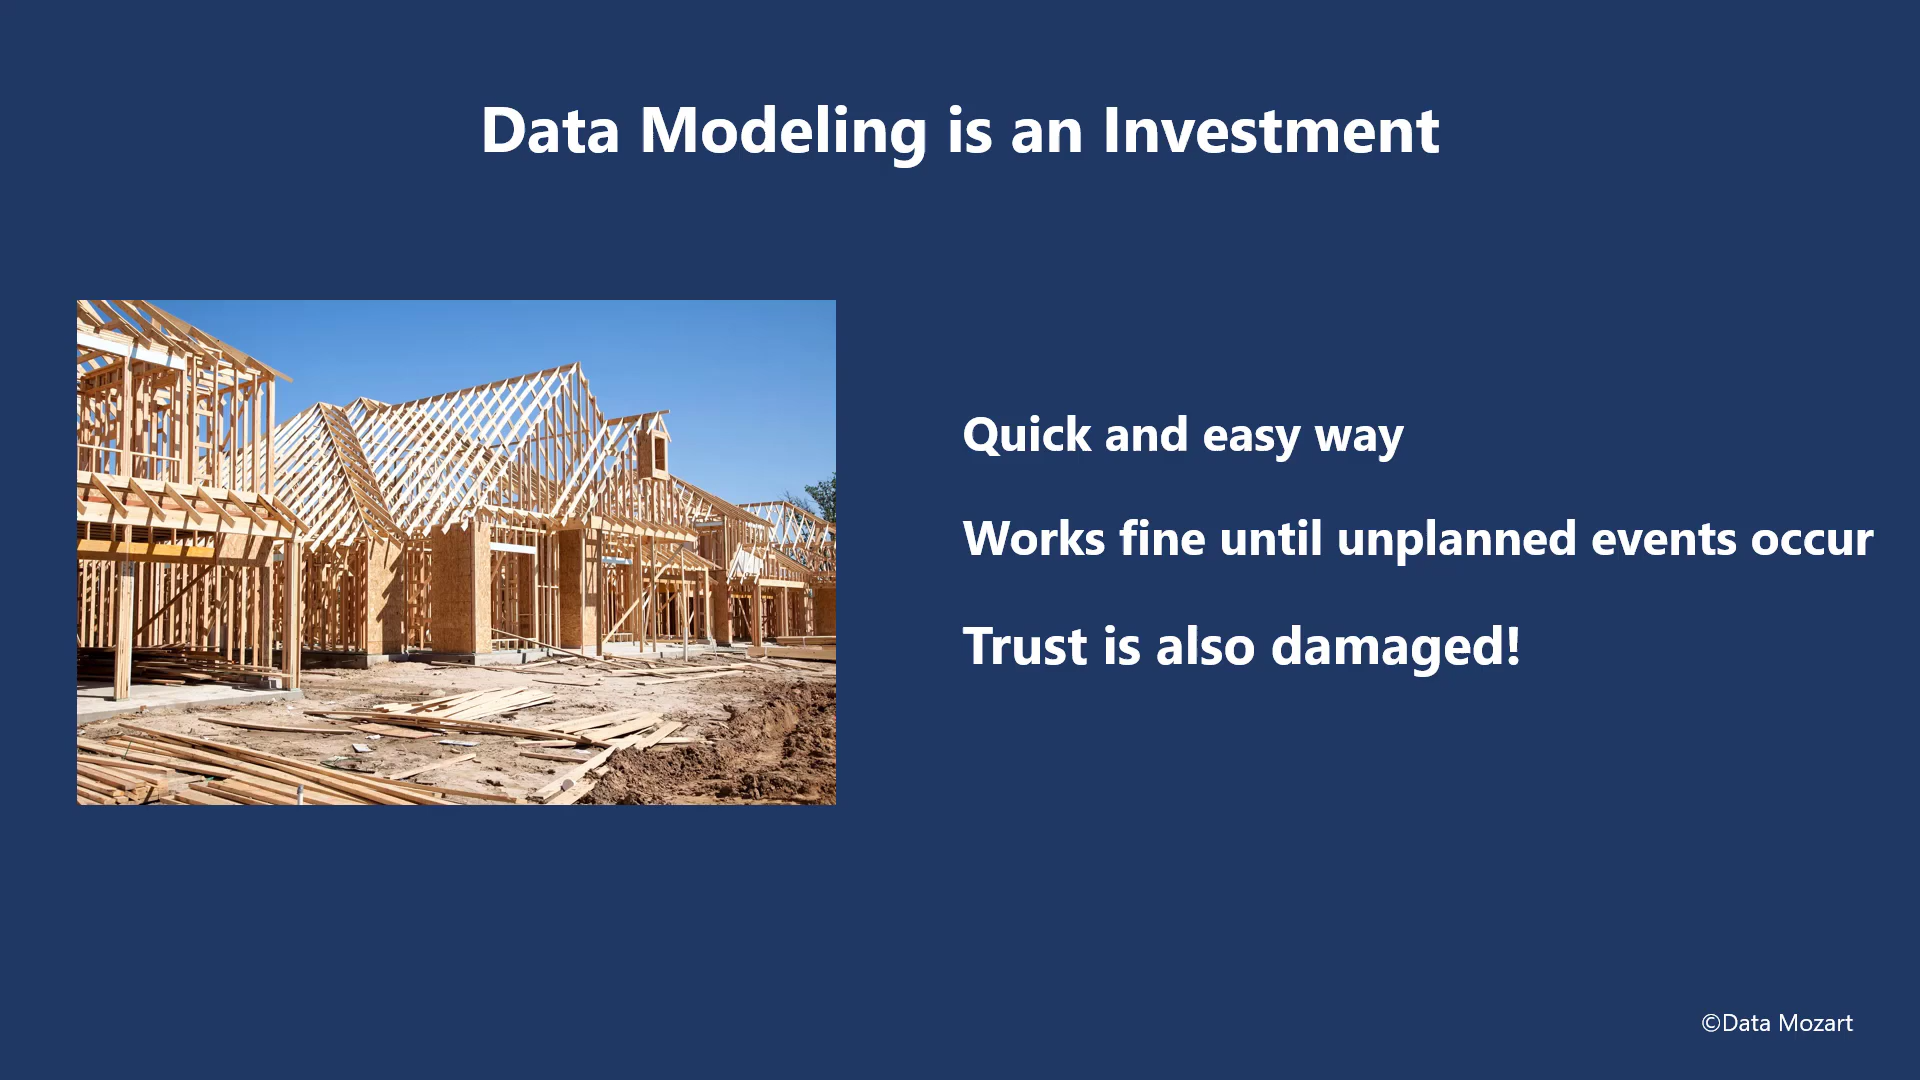 Data Modeling is an Investment
Quick and easy way
Works fine until unplanned events occur
Trust is also damaged!
©Data Mozart